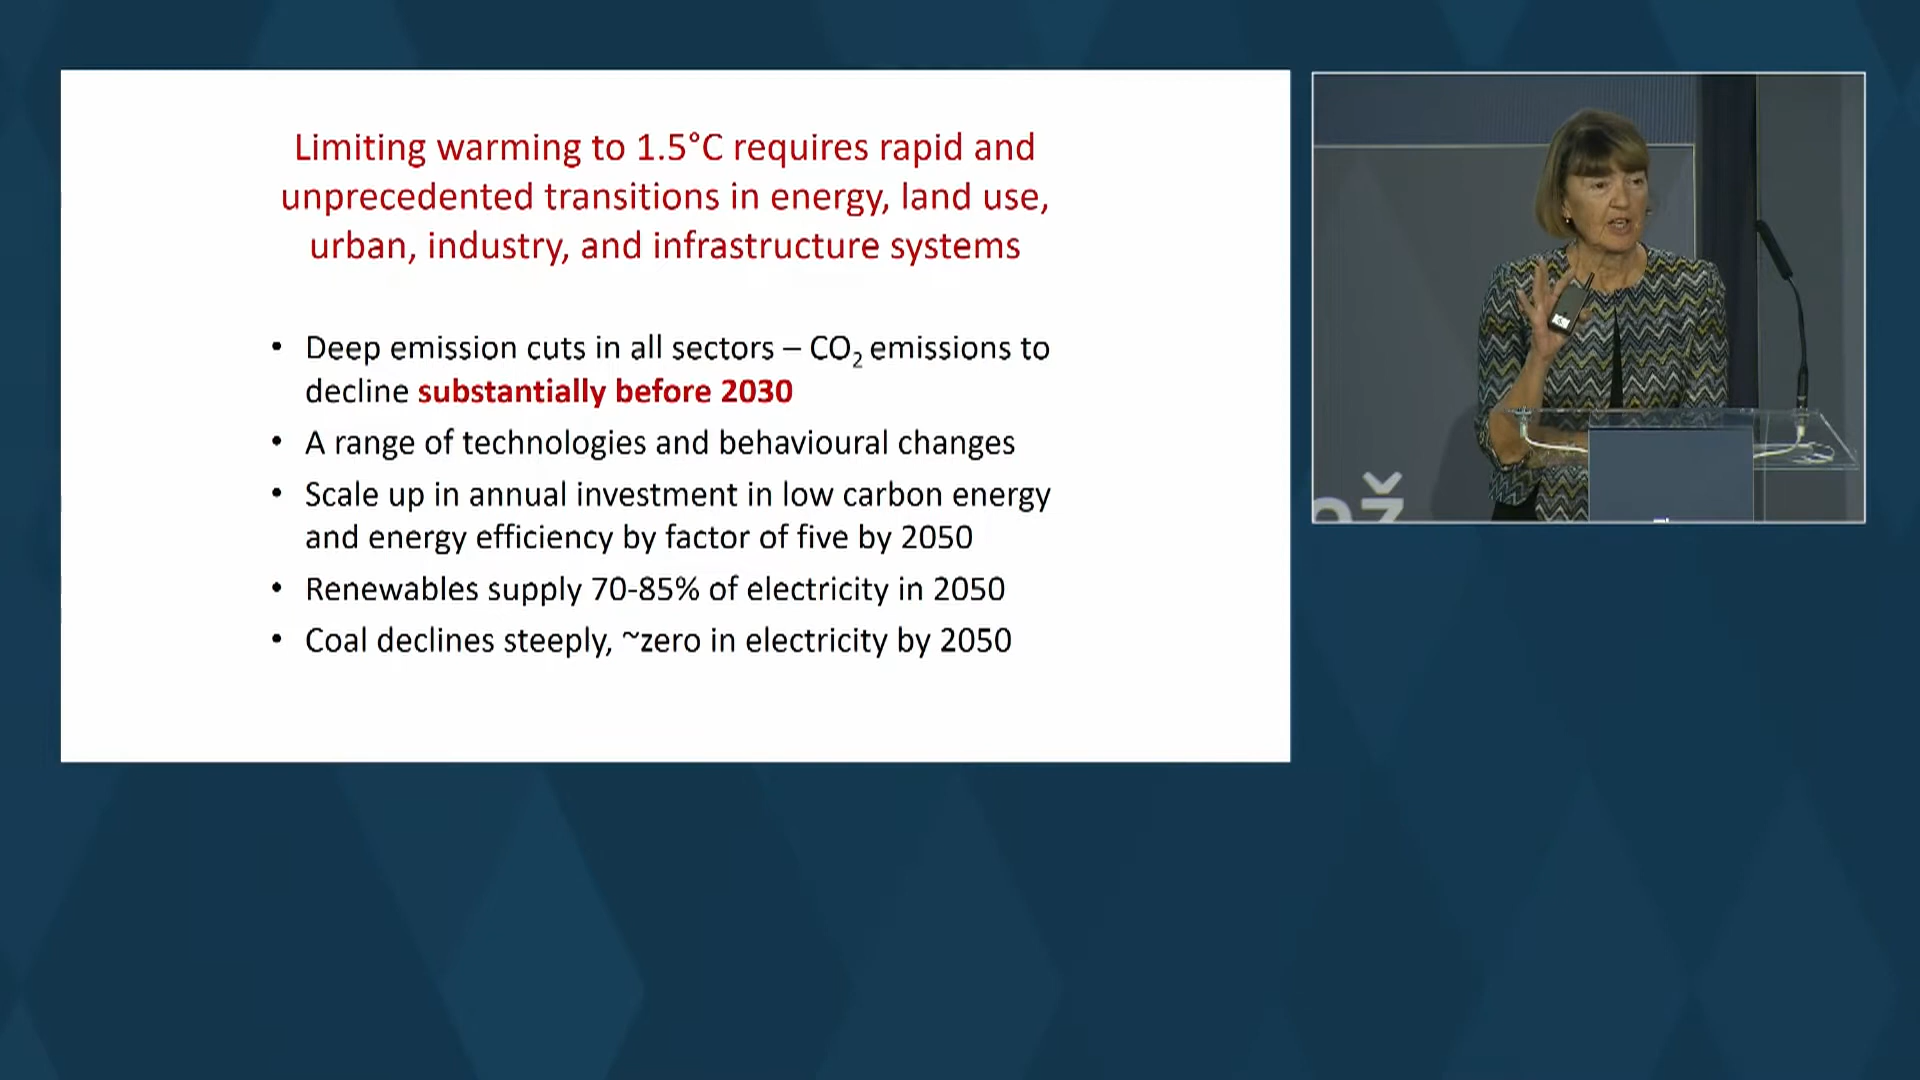 Limiting warming to 1.5°C requires rapid and
unprecedented transitions in energy, land use,
urban, industry, and infrastructure systems
• Deep emission cuts in all sectors – CO₂ emissions to
decline substantially before 2030
• A range of technologies and behavioural changes
• Scale up in annual investment in low carbon energy
and energy efficiency by factor of five by 2050
• Renewables supply 70-85% of electricity in 2050
• Coal declines steeply, ~zero in electricity by 2050